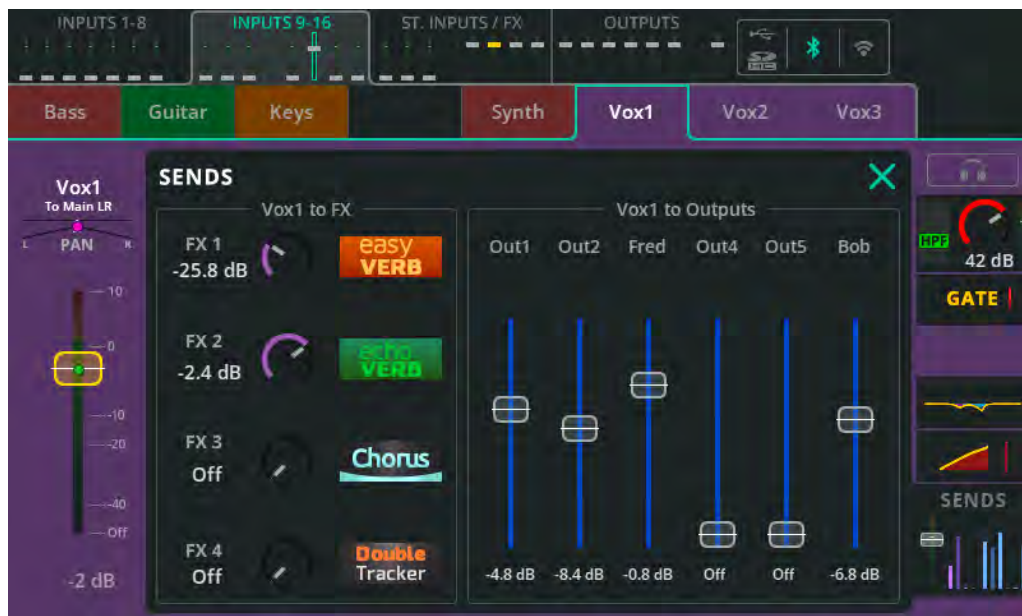 INPUTS 1-8 INPUTS 9-16 ST. INPUTS / FX OUTPUTS
Bass Guitar Keys Synth Vox1 Vox2 Vox3
Vox1
To Main LR
L PAN R
10
0
-10
-20
-40
Off
-2 dB
SENDS
Vox1 to FX
FX 1
-25.8 dB
easy
VERB
FX 2
-2.4 dB
echo
VERB
FX 3
Off
Chorus
FX 4
Off
Double
Tracker
Vox1 to Outputs
Out1 Out2 Fred Out4 Out5 Bob
-4.8 dB -8.4 dB -0.8 dB Off Off -6.8 dB
HPF
42 dB
GATE
SENDS